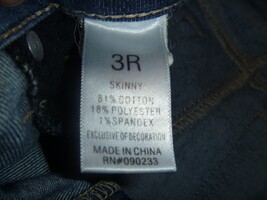 3R
SKINNY
81% COTTON
18% POLYESTER
1% SPANDEX
EXCLUSIVE OF DECORATION
MADE IN CHINA
RN#090233